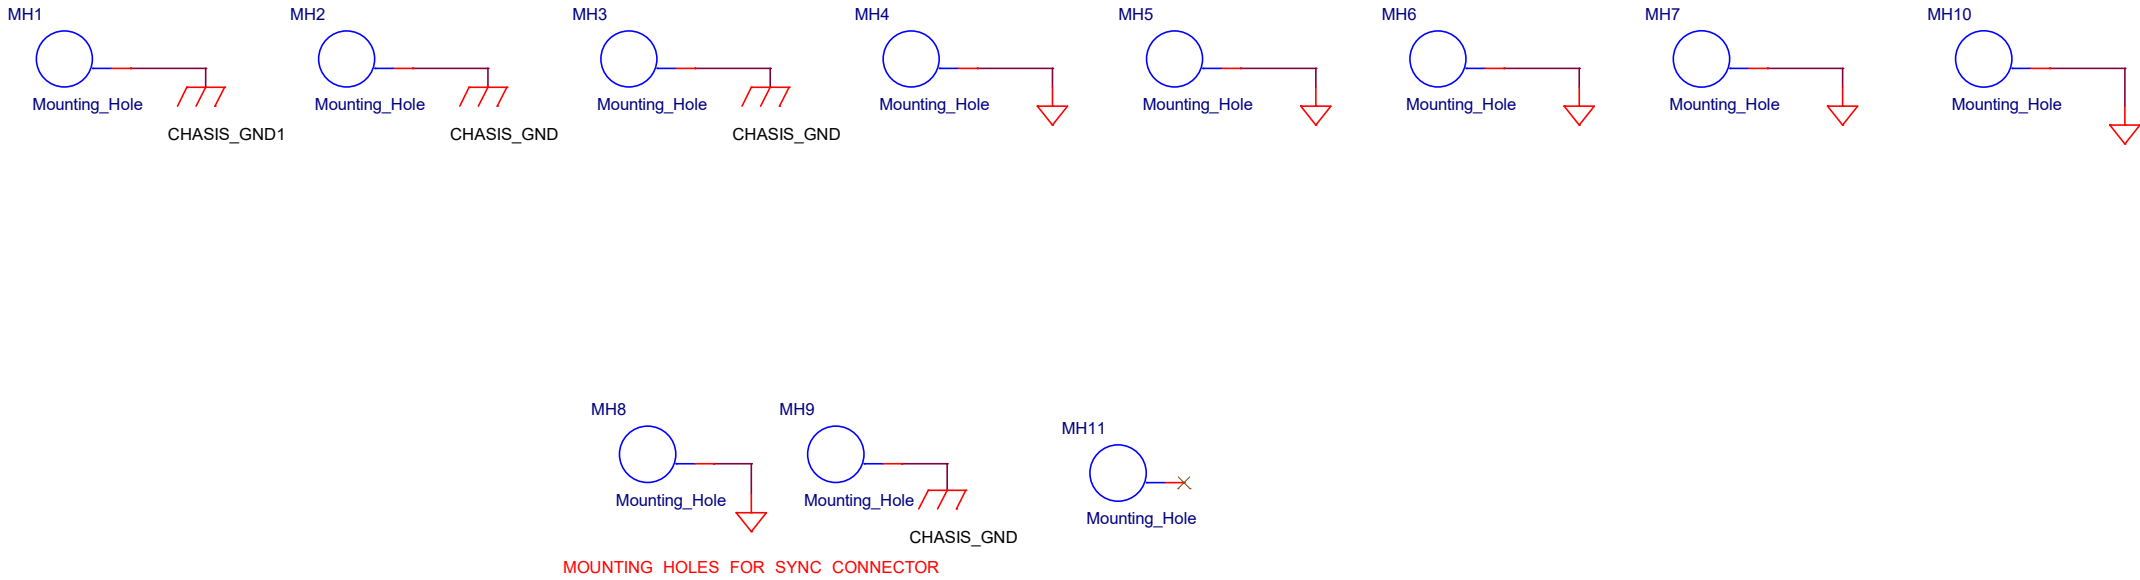 MH1
MH2
MH3
MH4
MH5
MH6
MH7
MH10
Mounting_Hole
Mounting_Hole
Mounting_Hole
Mounting_Hole
Mounting_Hole
Mounting_Hole
Mounting_Hole
Mounting_Hole
CHASIS_GND1
CHASIS_GND
CHASIS_GND
MH8
MH9
MH11
Mounting_Hole
Mounting_Hole
Mounting_Hole
CHASIS_GND
MOUNTING HOLES FOR SYNC CONNECTOR